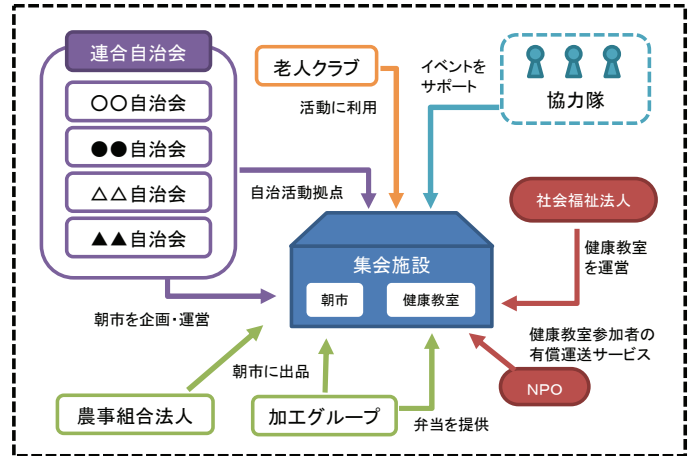 連合自治会
○○自治会
●●自治会
△△自治会
▲▲自治会
老人クラブ
活動に利用
イベントを
サポート
協力隊
自治活動拠点
社会福祉法人
健康教室
を運営
集会施設
朝市
健康教室
朝市を企画・運営
健康教室参加者の
有償運送サービス
朝市に出品
NPO
農事組合法人
加工グループ
弁当を提供